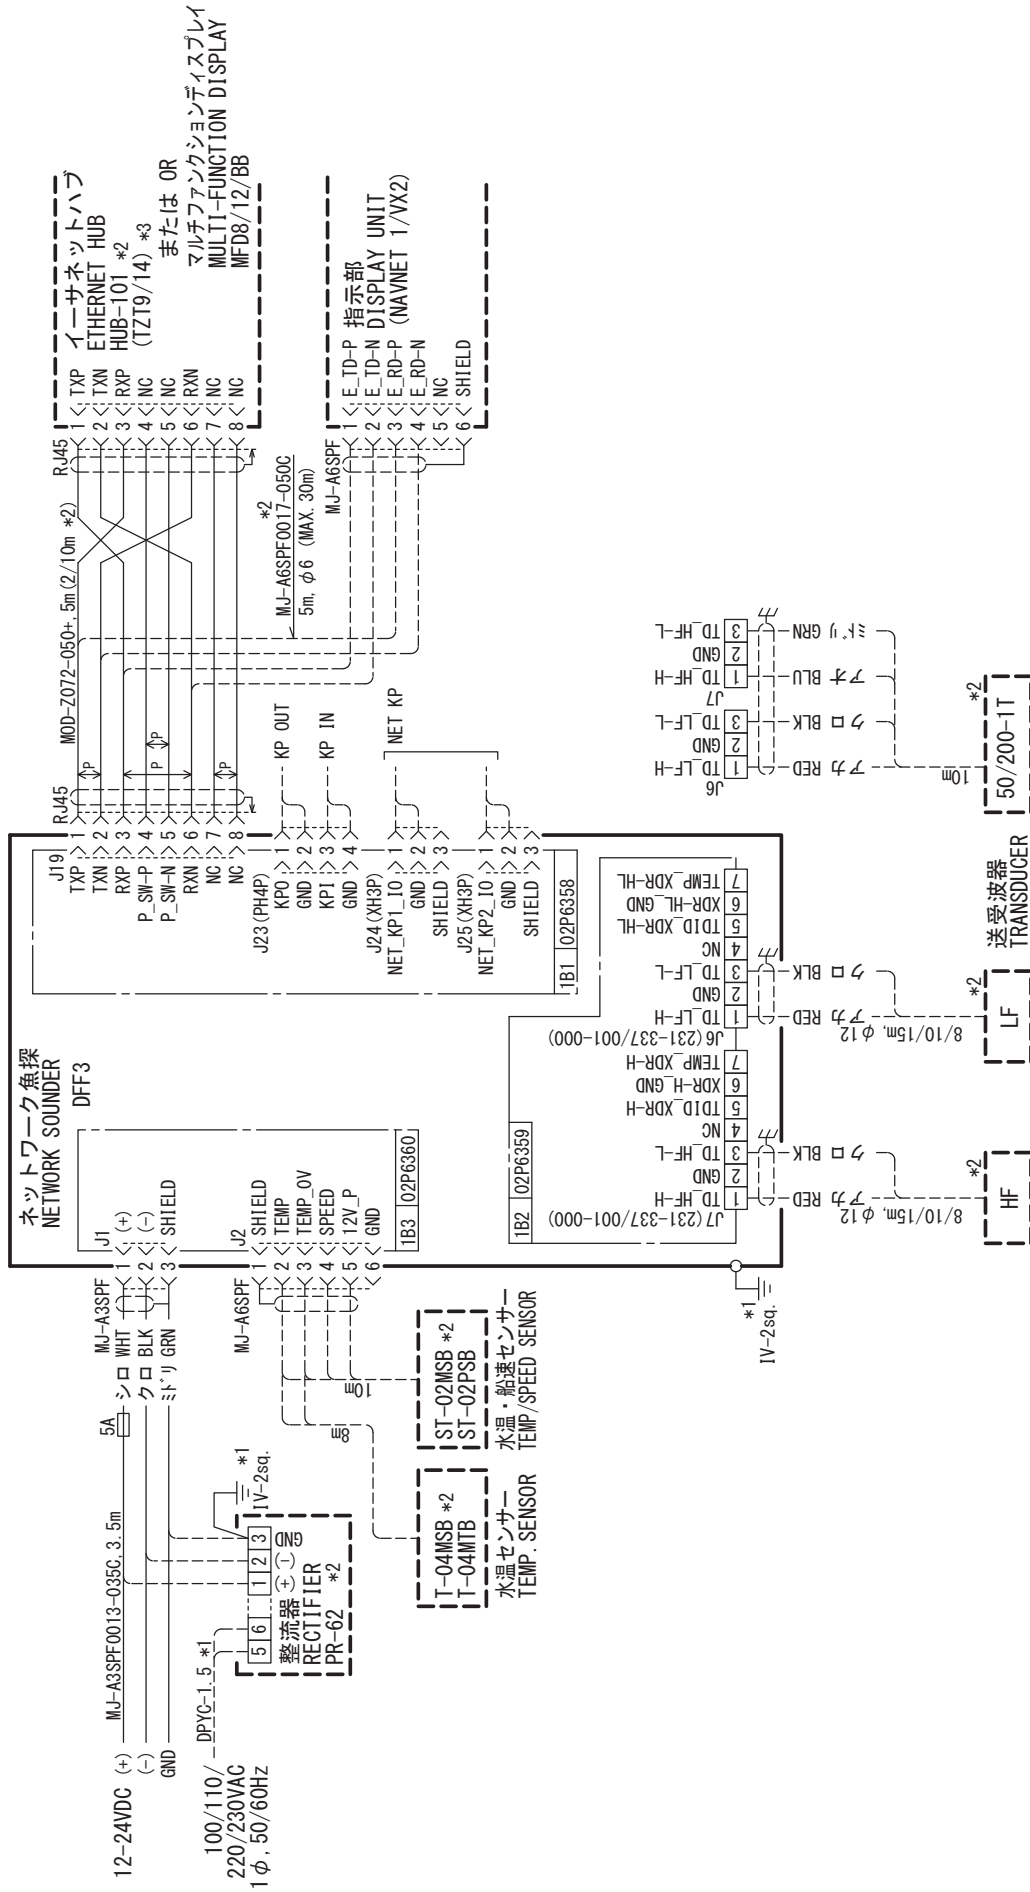 ネットワーク魚探
NETWORK SOUNDER
DFF3
12-24VDC (+)
(-)
GND
MJ-A3SPF0013-035C, 3.5m
5A
シロ WHT
クロ BLK
ミドリ GRN
MJ-A3SPF
1
2
3
J1
(+)
(-)
SHIELD
100/110/
220/230VAC
1φ, 50/60Hz
DPYC-1.5 *1
5
6
1
2
3
(+)
(-)
GND
整流器
RECTIFIER
PR-62 *2
*1
IV-2sq.
MJ-A6SPF
1
2
3
4
5
6
J2
SHIELD
TEMP
TEMP_0V
SPEED
12V_P
GND
1B3
02P6360
8m
10m
T-04MSB *2
T-04MTB
水温センサー
TEMP. SENSOR
ST-02MSB *2
ST-02PSB
水温・船速センサー
TEMP/SPEED SENSOR
*1
IV-2sq.
J19
TXP
TXN
RXP
P_SW-P
P_SW-N
RXN
NC
NC
1
2
3
4
5
6
7
8
RJ45
P
P
P
P
MOD-Z072-050+, 5m(2/10m *2)
RJ45
1 TXP
2 TXN
3 RXP
4 NC
5 NC
6 RXN
7 NC
8 NC
イーサネットハブ
ETHERNET HUB
HUB-101 *2
(TZT9/14) *3
または OR
マルチファンクションディスプレイ
MULTI-FUNCTION DISPLAY
MFD8/12/BB
J23(PH4P)
KPO 1
GND 2
KPI 3
GND 4
KP OUT
KP IN
J24(XH3P)
NET_KP1_IO 1
GND 2
SHIELD 3
J25(XH3P)
NET_KP2_IO 1
GND 2
SHIELD 3
NET KP
1B1
02P6358
*2
MJ-A6SPF0017-050C
5m, φ6 (MAX. 30m)
MJ-A6SPF
1 E_TD-P
2 E_TD-N
3 E_RD-P
4 E_RD-N
5 NC
6 SHIELD
指示部
DISPLAY UNIT
(NAVNET 1/VX2)
1B2
02P6359
J7(231-337/001-000)
TD_HF-H 1
GND 2
TD_HF-L 3
NC 4
TDID_XDR-H 5
XDR-H_GND 6
TEMP_XDR-H 7
J6(231-337/001-000)
TD_LF-H 1
GND 2
TD_LF-L 3
NC 4
TDID_XDR-HL 5
XDR-HL_GND 6
TEMP_XDR-HL 7
アカ RED
クロ BLK
8/10/15m, φ12
HF
*2
アカ RED
クロ BLK
8/10/15m, φ12
LF
*2
送受波器
TRANSDUCER
J6
TD_LF-H 1
GND 2
TD_LF-L 3
J7
TD_HF-H 1
GND 2
TD_HF-L 3
アカ RED
クロ BLK
アオ BLU
ミドリ GRN
10m
50/200-1T
*2